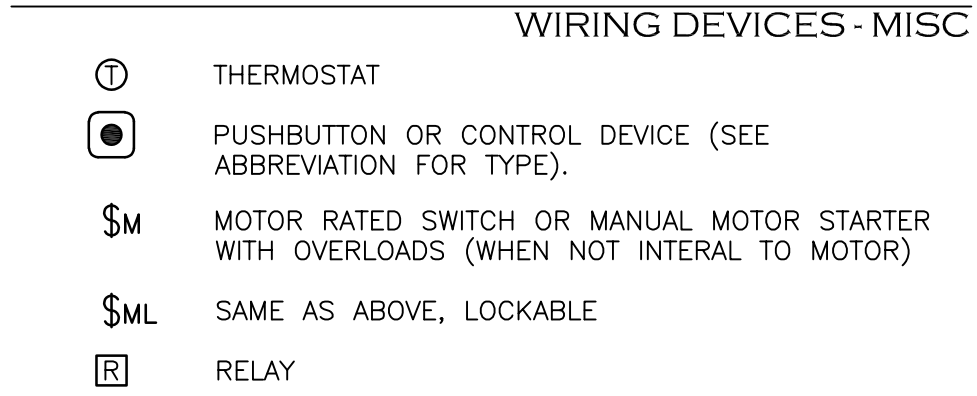 WIRING DEVICES - MISC
T THERMOSTAT
PUSHBUTTON OR CONTROL DEVICE (SEE
ABBREVIATION FOR TYPE).
$M MOTOR RATED SWITCH OR MANUAL MOTOR STARTER
WITH OVERLOADS (WHEN NOT INTERAL TO MOTOR)
$ML SAME AS ABOVE, LOCKABLE
R RELAY